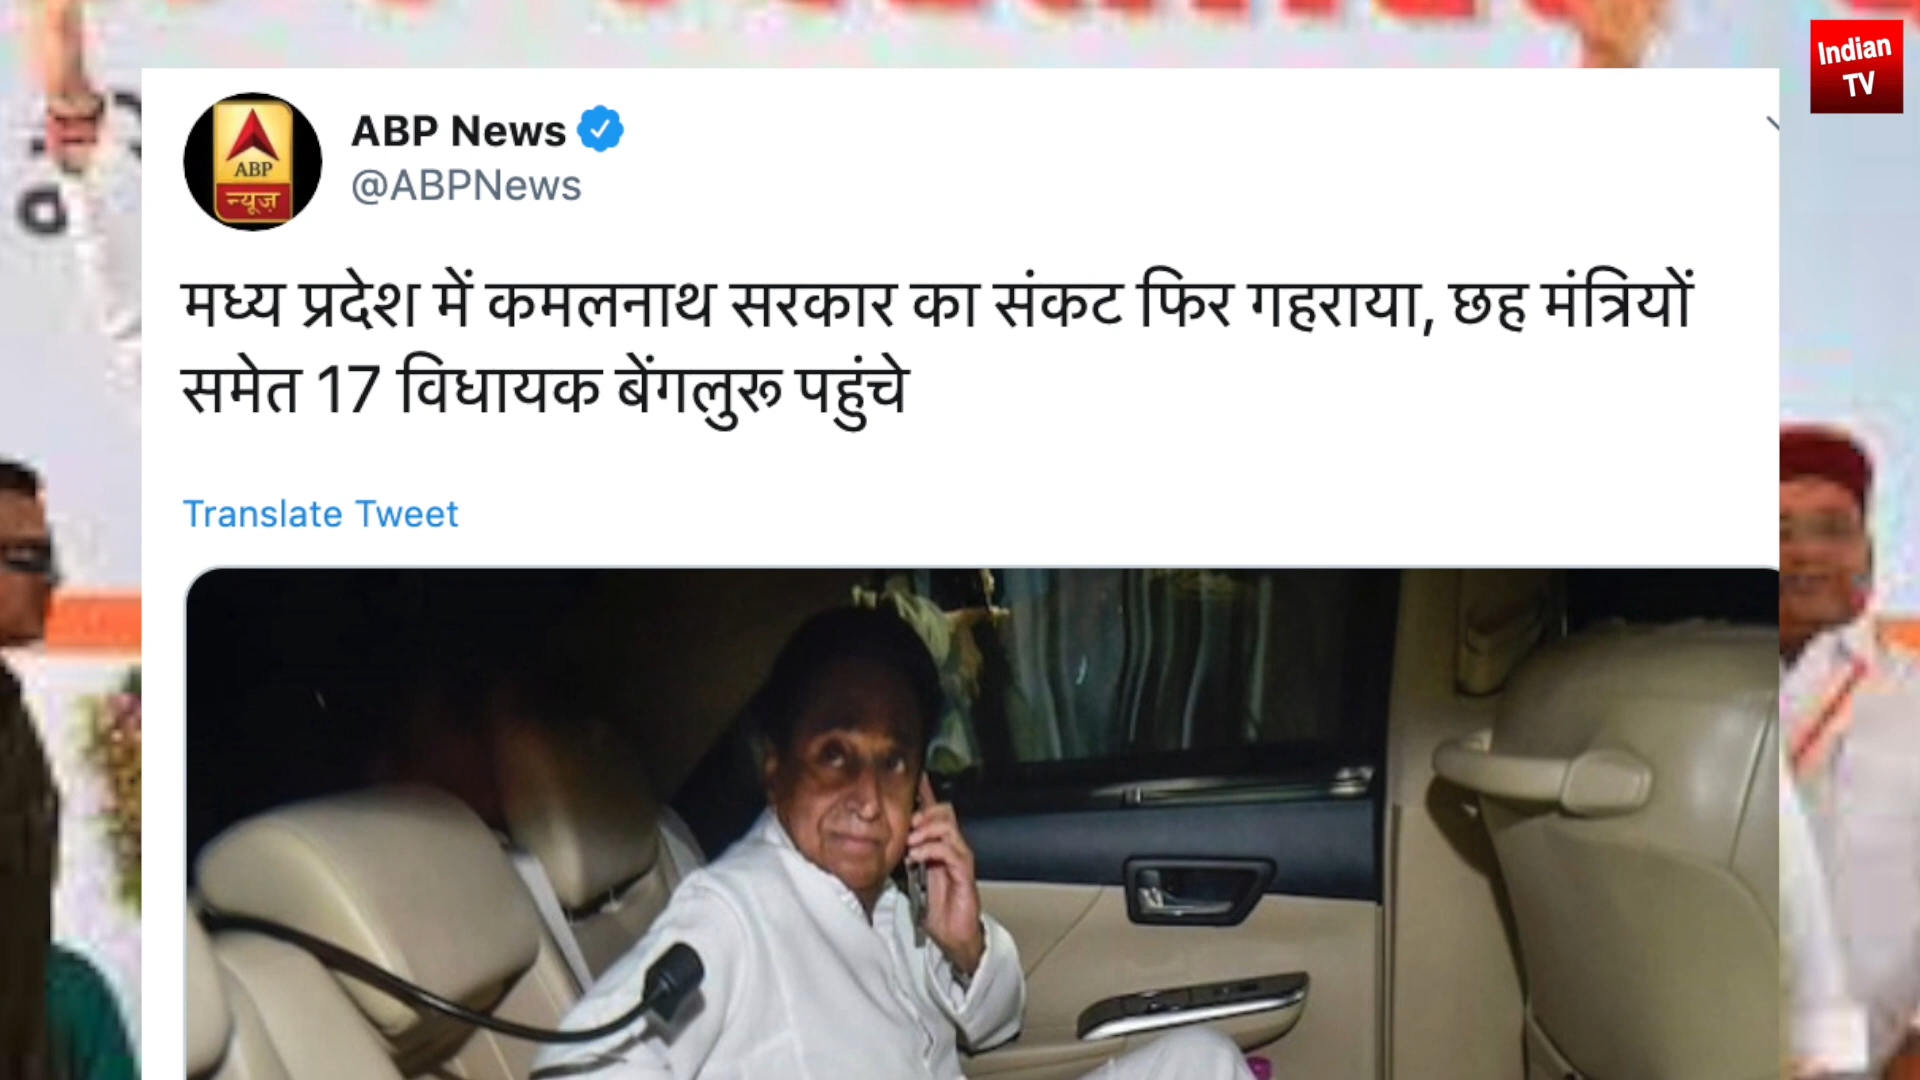 Indian
TV
ABP
न्यूज़
ABP News
@ABPNews
मध्य प्रदेश में कमलनाथ सरकार का संकट फिर गहराया, छह मंत्रियों
समेत 17 विधायक बेंगलुरू पहुंचे
Translate Tweet